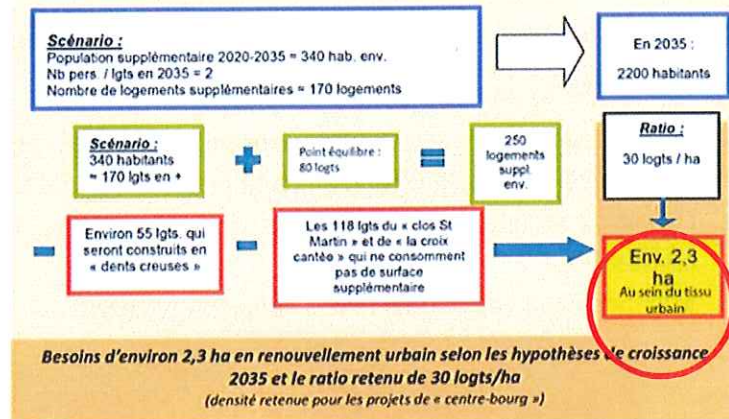 Scénario :
Population supplémentaire 2020-2035 = 340 hab. env.
Nb pers. / lgts en 2035 = 2
Nombre de logements supplémentaires = 170 logements
En 2035 :
2200 habitants
Scénario :
340 habitants
≈ 170 lgts en +
Point équilibre :
80 logts
250
logements
suppl.
env.
Ratio :
30 logts / ha
Environ 55 lgts. qui
seront construits en
« dents creuses »
Les 118 lgts du « clos St
Martin » et de « la croix
cantée » qui ne consomment
pas de surface
supplémentaire
Env. 2,3
ha
Au sein du tissu
urbain
Besoins d'environ 2,3 ha en renouvellement urbain selon les hypothèses de croissance
2035 et le ratio retenu de 30 logts/ha
(densité retenue pour les projets de « centre-bourg »)